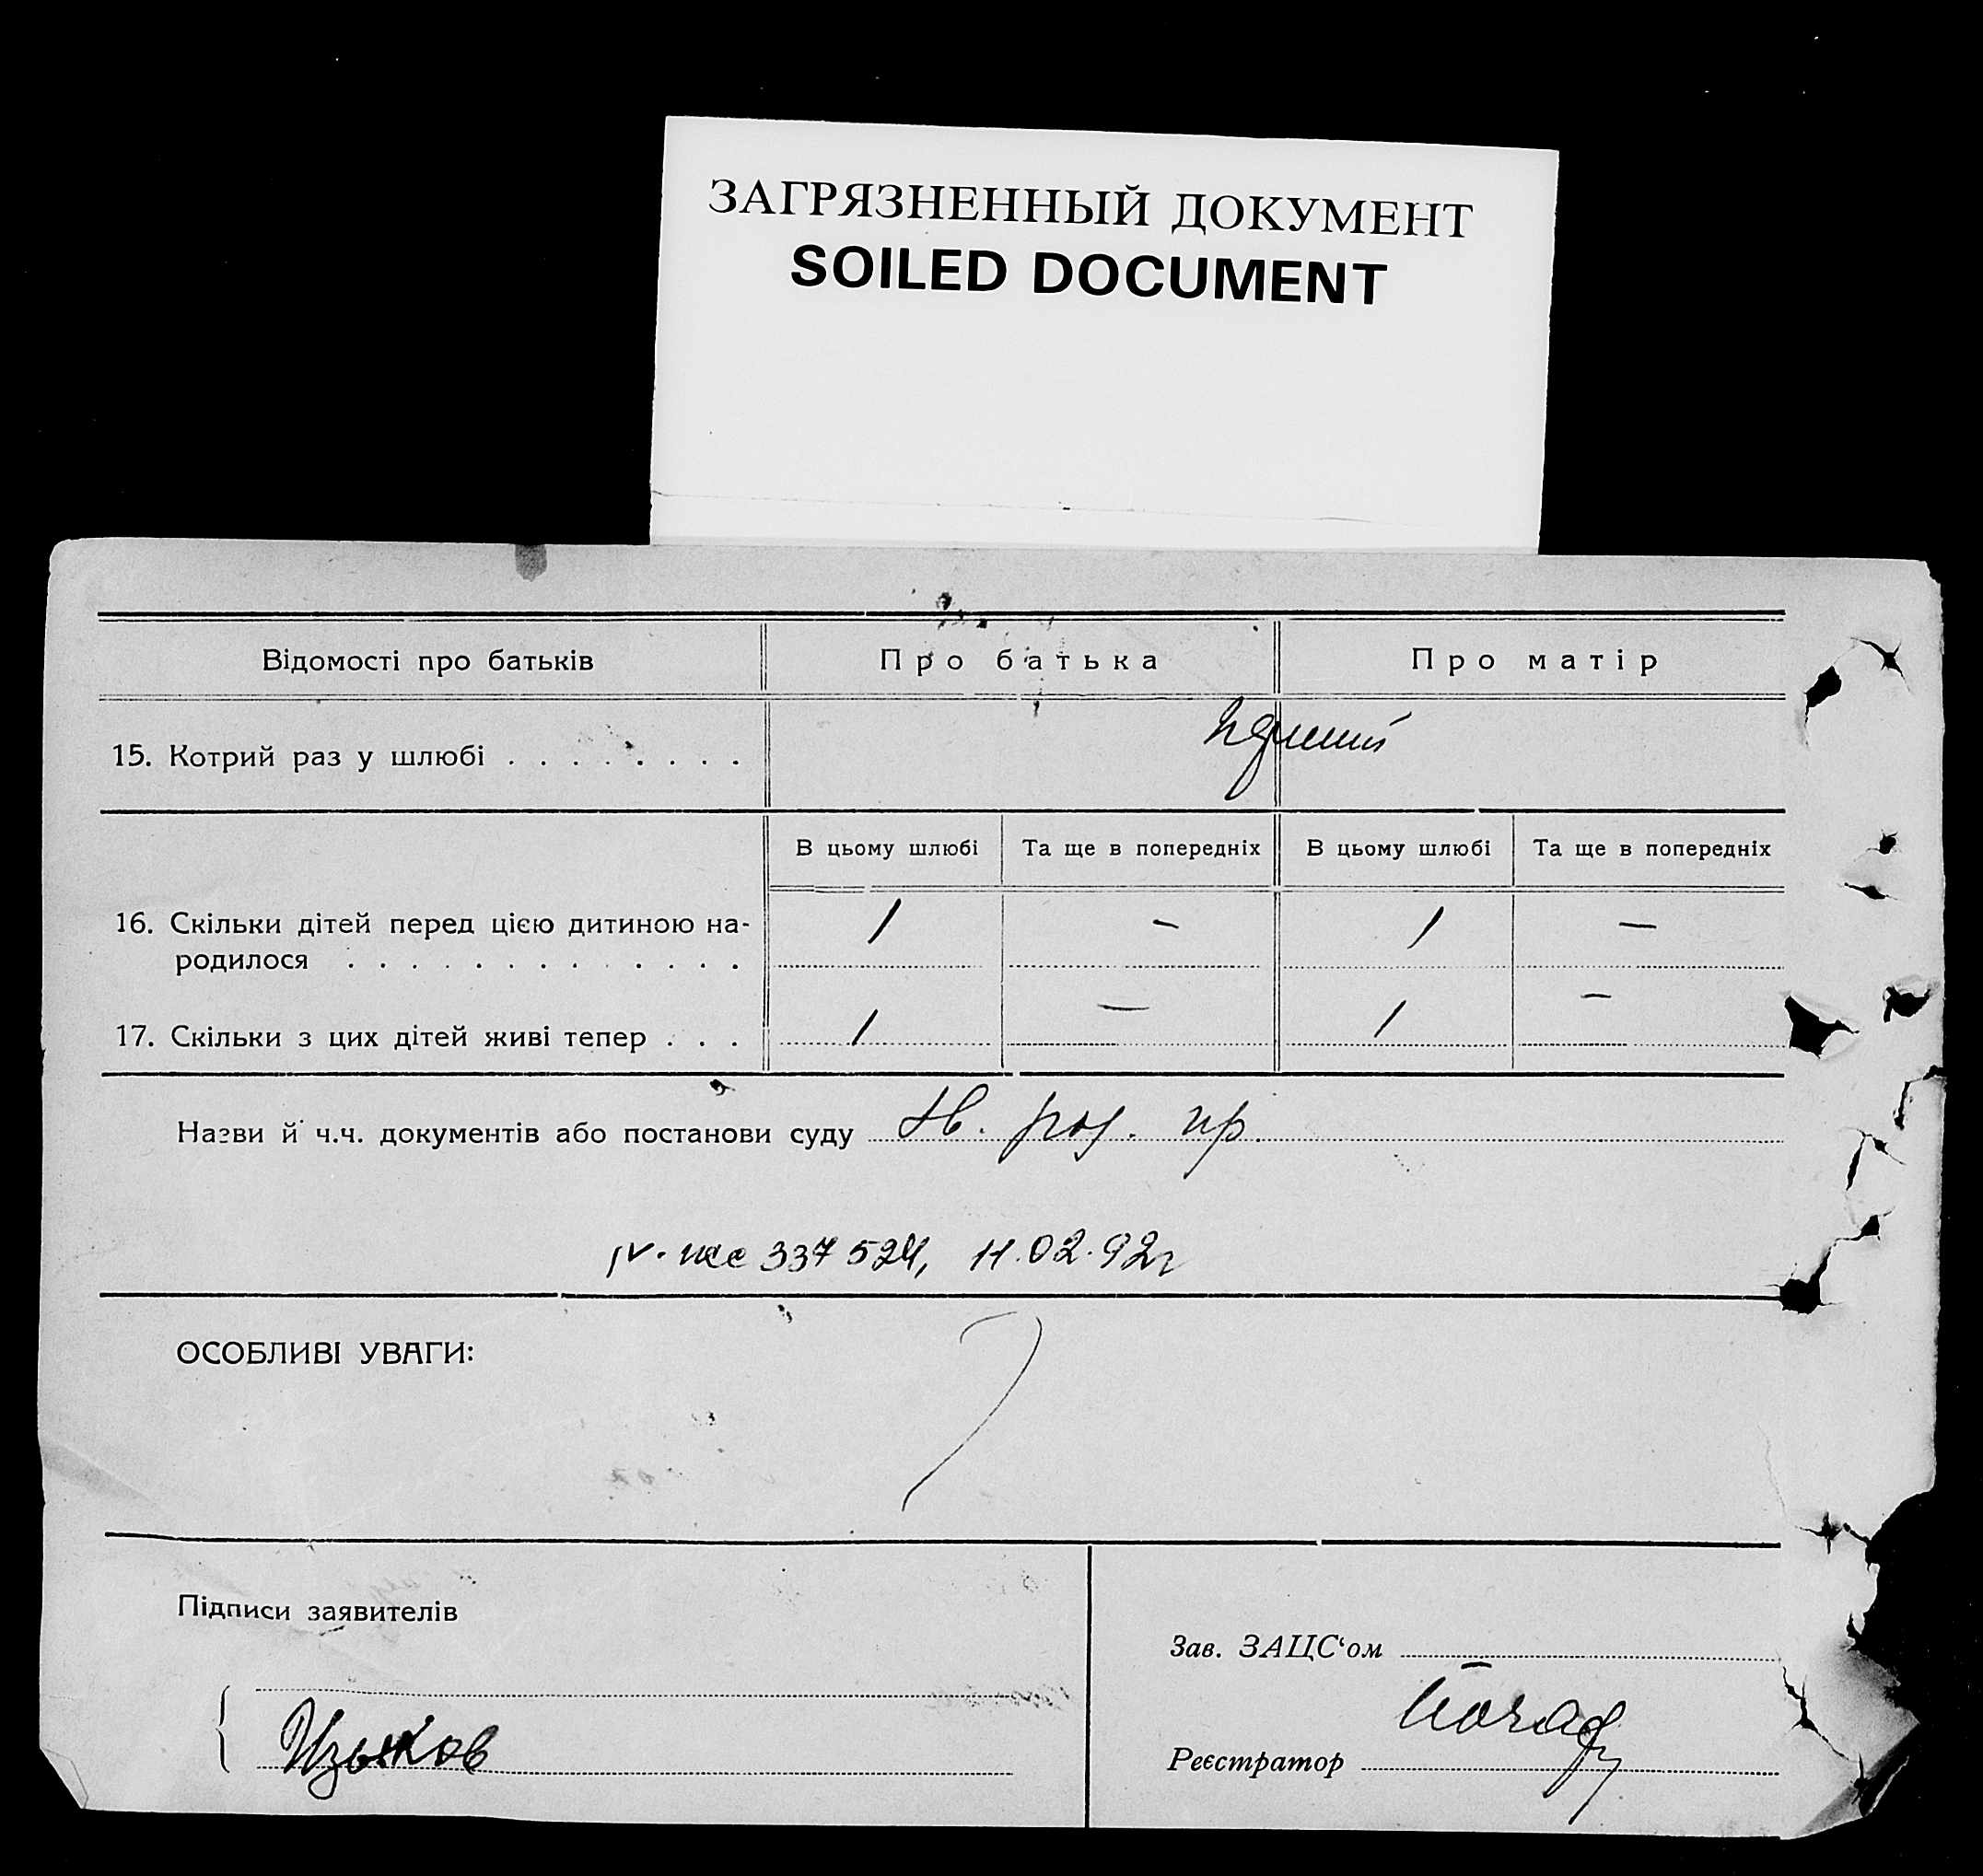 ЗАГРЯЗНЕННЫЙ ДОКУМЕНТ
SOILED DOCUMENT
Відомості про батьків
Про батька
Про матір
15. Котрий раз у шлюбі . . . . . . . .
В цьому шлюбі
Та ще в попередніх
В цьому шлюбі
Та ще в попередніх
16. Скільки дітей перед цією дитиною на-
родилося . . . . . . . . . . . . .
1 — 1 —
17. Скільки з цих дітей живі тепер . . . 1 — 1 —
Назви й ч.ч. документів або постанови суду
337524, 11.02.92г
ОСОБЛИВІ УВАГИ:
Підписи заявителів
Зав. ЗАЦС‘ом
Реєстратор